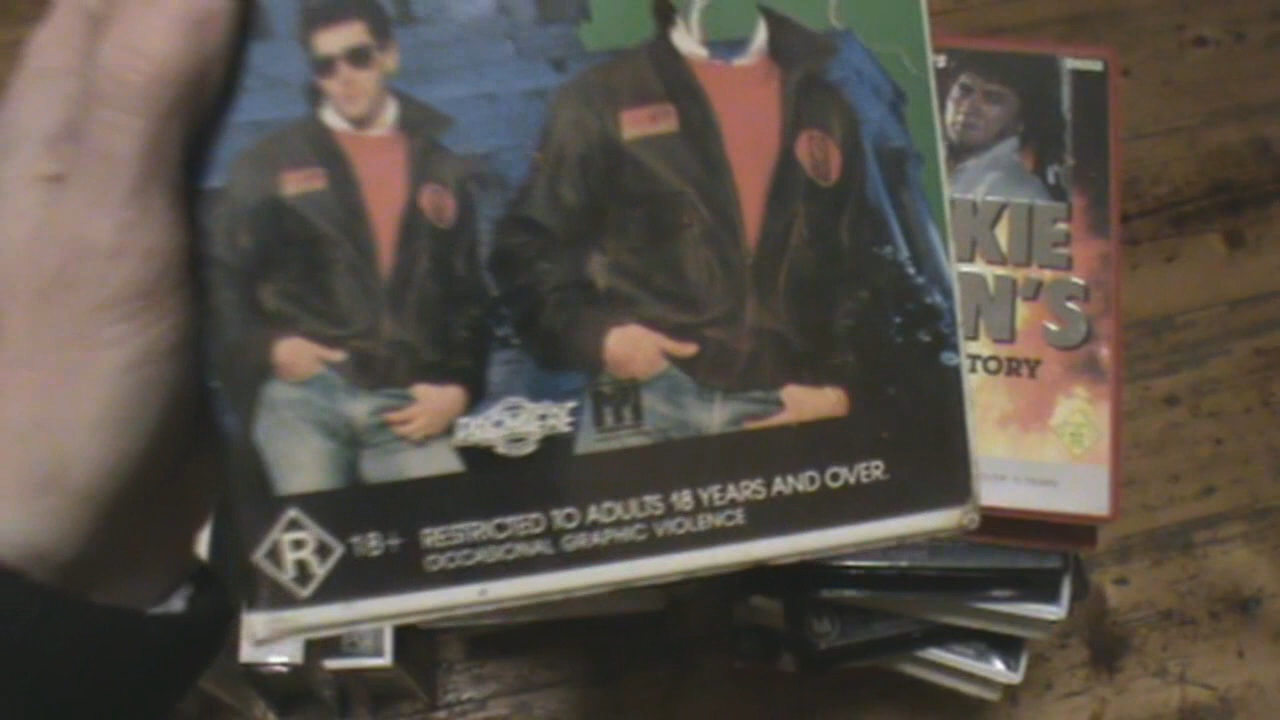 KIE
N'S
TORY
R 18+ RESTRICTED TO ADULTS 18 YEARS AND OVER.
OCCASIONAL GRAPHIC VIOLENCE